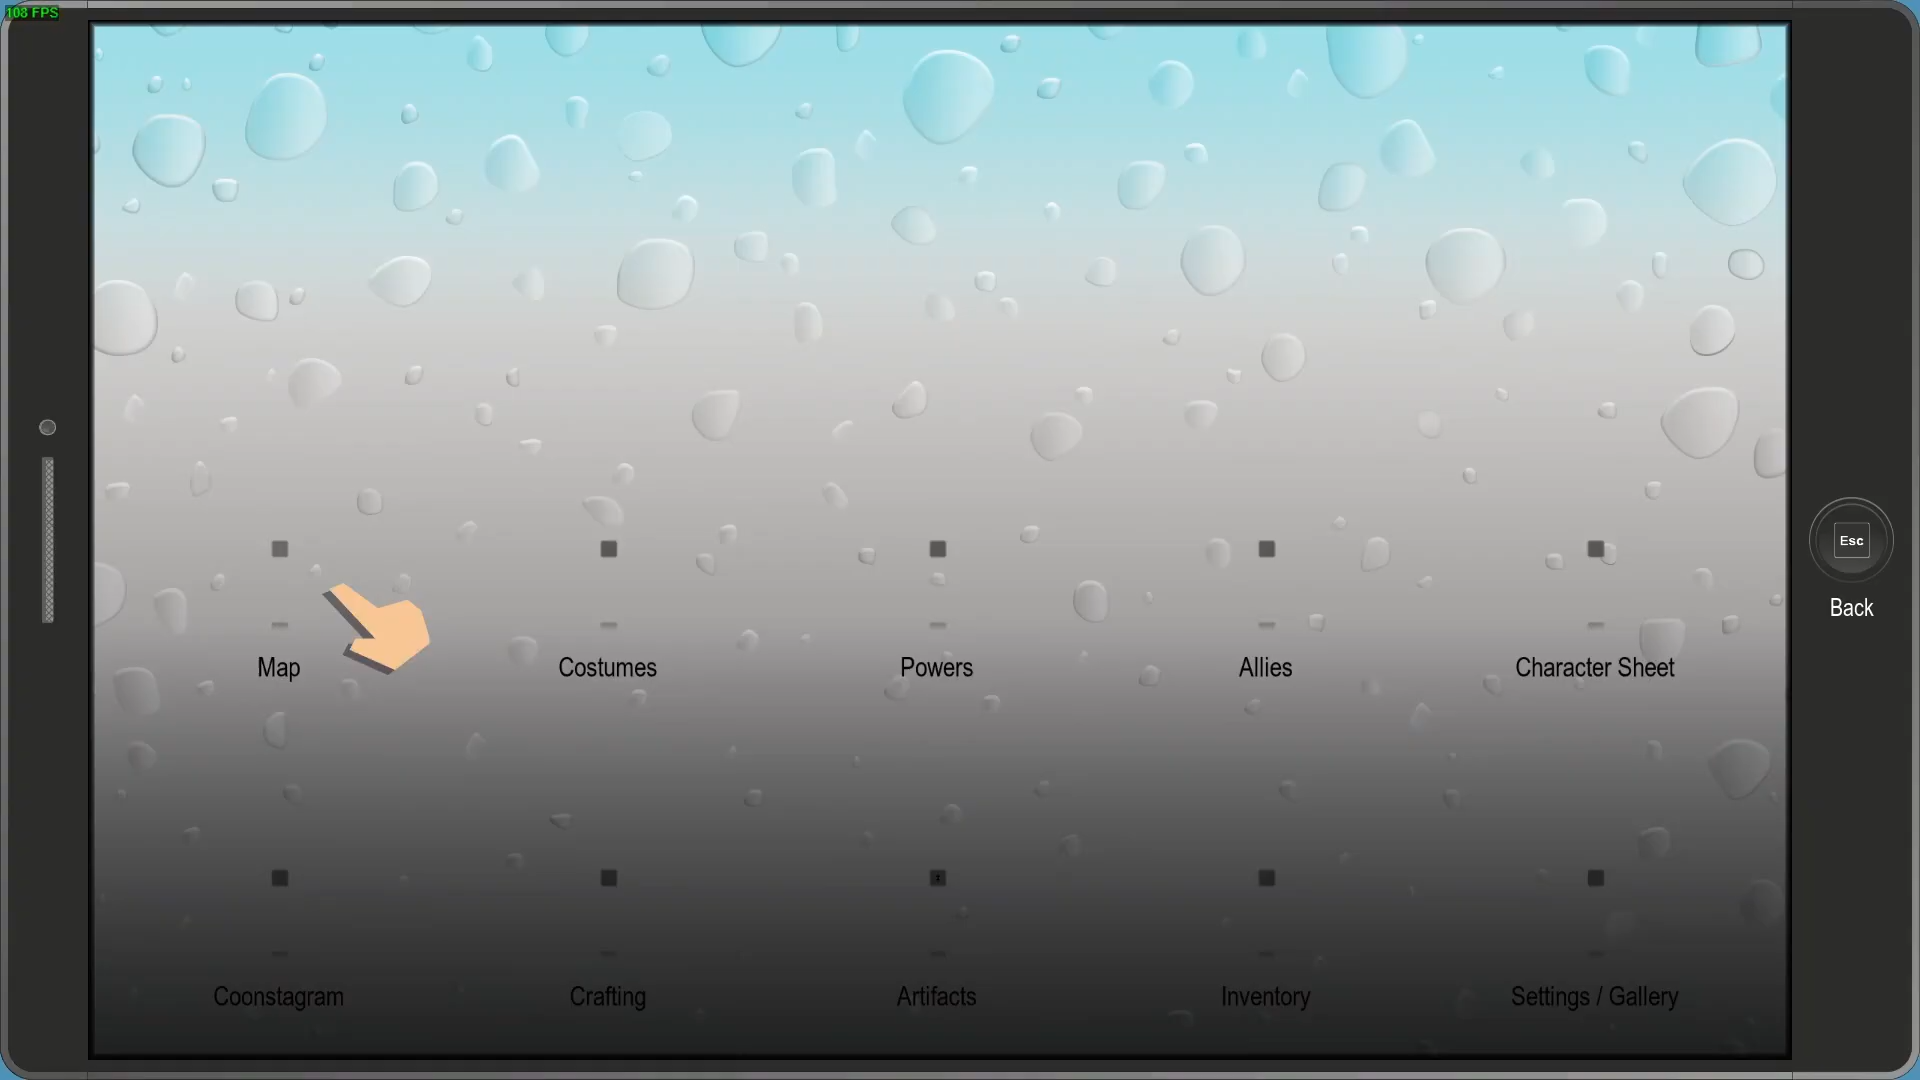 108 FPS
Esc
Back
Map
Costumes
Powers
Allies
Character Sheet
Coonstagram
Crafting
Artifacts
Inventory
Settings / Gallery